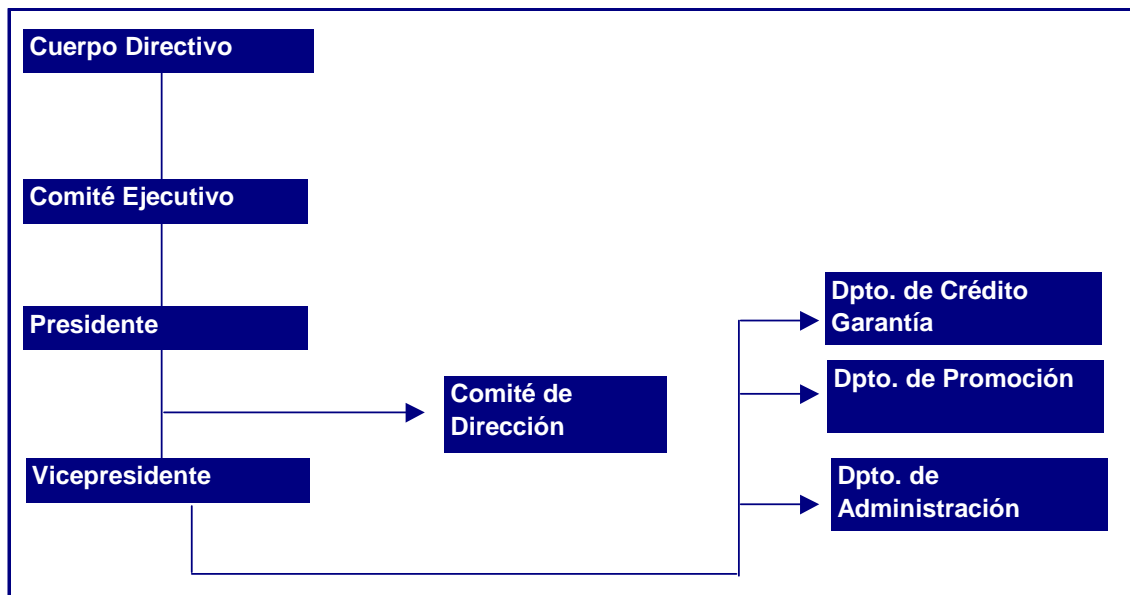 Cuerpo Directivo
Comité Ejecutivo
Presidente
Comité de
Dirección
Vicepresidente
Dpto. de Crédito
Garantía
Dpto. de Promoción
Dpto. de
Administración